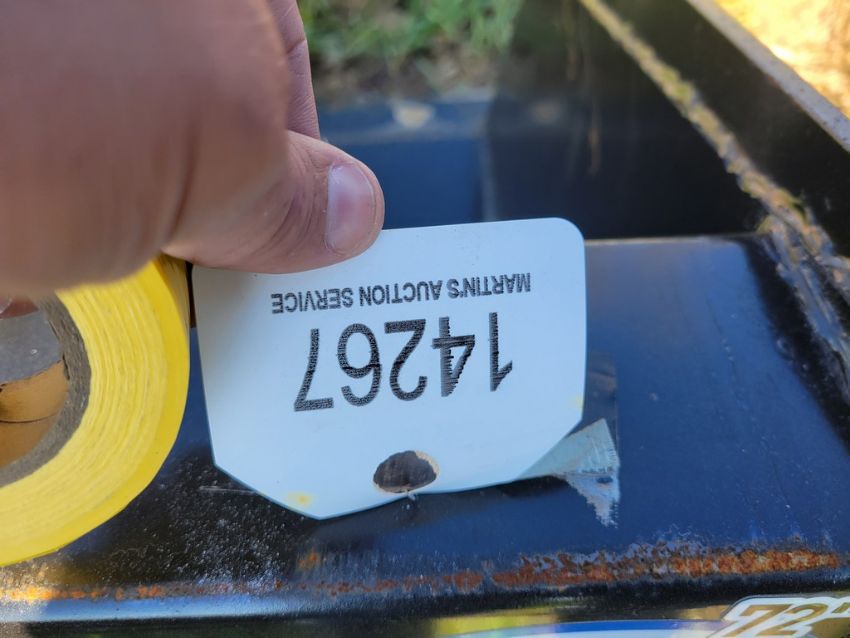 14267
MARTIN'S AUCTION SERVICE